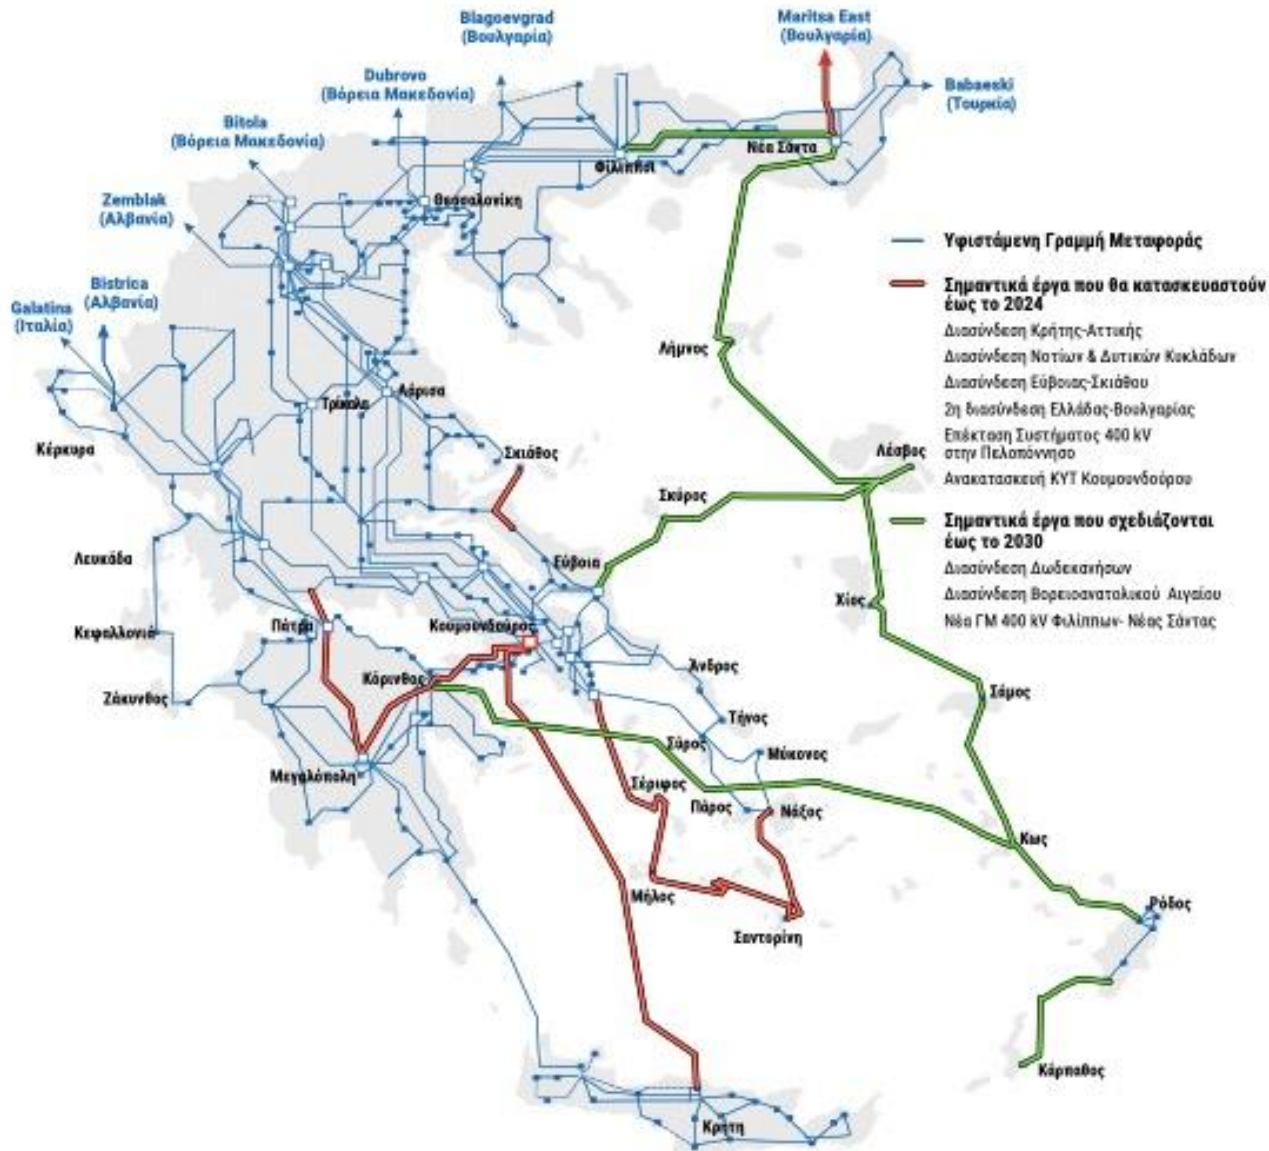 Blagoevgrad
(Βουλγαρία)
Maritsa East
(Βουλγαρία)
Dubrovo
(Βόρεια Μακεδονία)
Babaeski
(Τουρκία)
Bitola
(Βόρεια Μακεδονία)
Νέα Σάντα
Φίλιπποι
Zemblak
(Αλβανία)
Θεσσαλονίκη
Υφιστάμενη Γραμμή Μεταφοράς
Bistrica
(Αλβανία)
Galatina
(Ιταλία)
Σημαντικά έργα που θα κατασκευαστούν
έως το 2024
Διασύνδεση Κρήτης-Αττικής
Διασύνδεση Νοτίων & Δυτικών Κυκλάδων
Διασύνδεση Εύβοιας-Σκιάθου
2η διασύνδεση Ελλάδας-Βουλγαρίας
Επέκταση Συστήματος 400 kV
στην Πελοπόννησο
Ανακατασκευή ΚΥΤ Κουμουνδούρου
Σημαντικά έργα που σχεδιάζονται
έως το 2030
Διασύνδεση Δωδεκανήσων
Διασύνδεση Βορειοανατολικού Αιγαίου
Νέα ΓΜ 400 kV Φιλίππων- Νέας Σάντας
Λήμνος
Λάρισα
Τρίκαλα
Κέρκυρα
Σκιάθος
Λέσβος
Σκύρος
Λευκάδα
Εύβοια
Χίος
Κεφαλλονιά
Πάτρα
Κουμουνδούρος
Άνδρος
Κόρινθος
Ζάκυνθος
Σάμος
Τήνος
Σύρος
Μύκονος
Μεγαλόπολη
Σέριφος
Πάρος
Νάξος
Κως
Μήλος
Ρόδος
Σαντορίνη
Κάρπαθος
Κρήτη